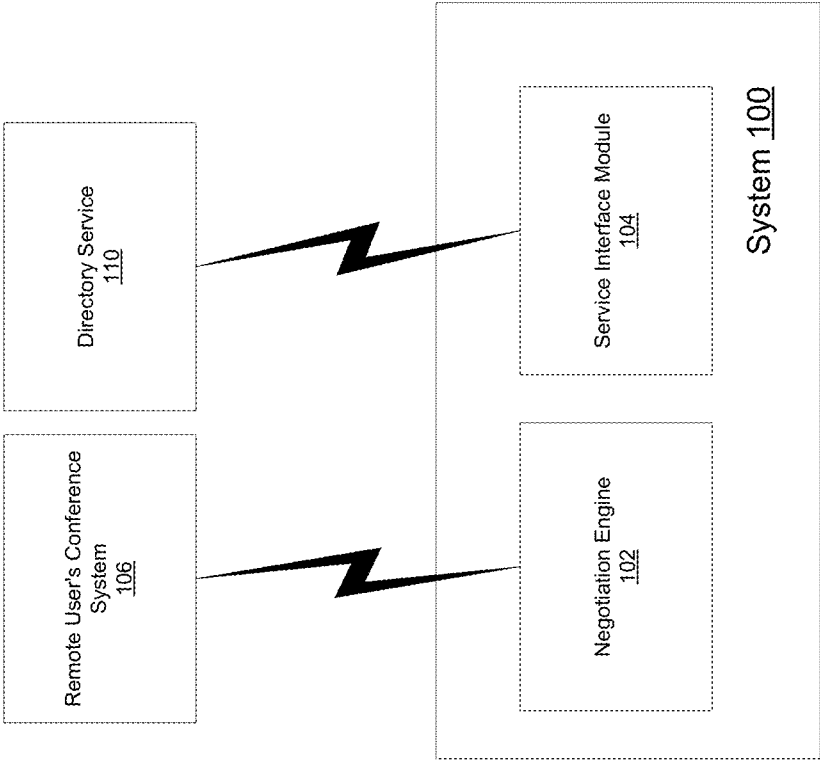 Remote User's Conference
System
106
Directory Service
110
Negotiation Engine
102
Service Interface Module
104
System 100